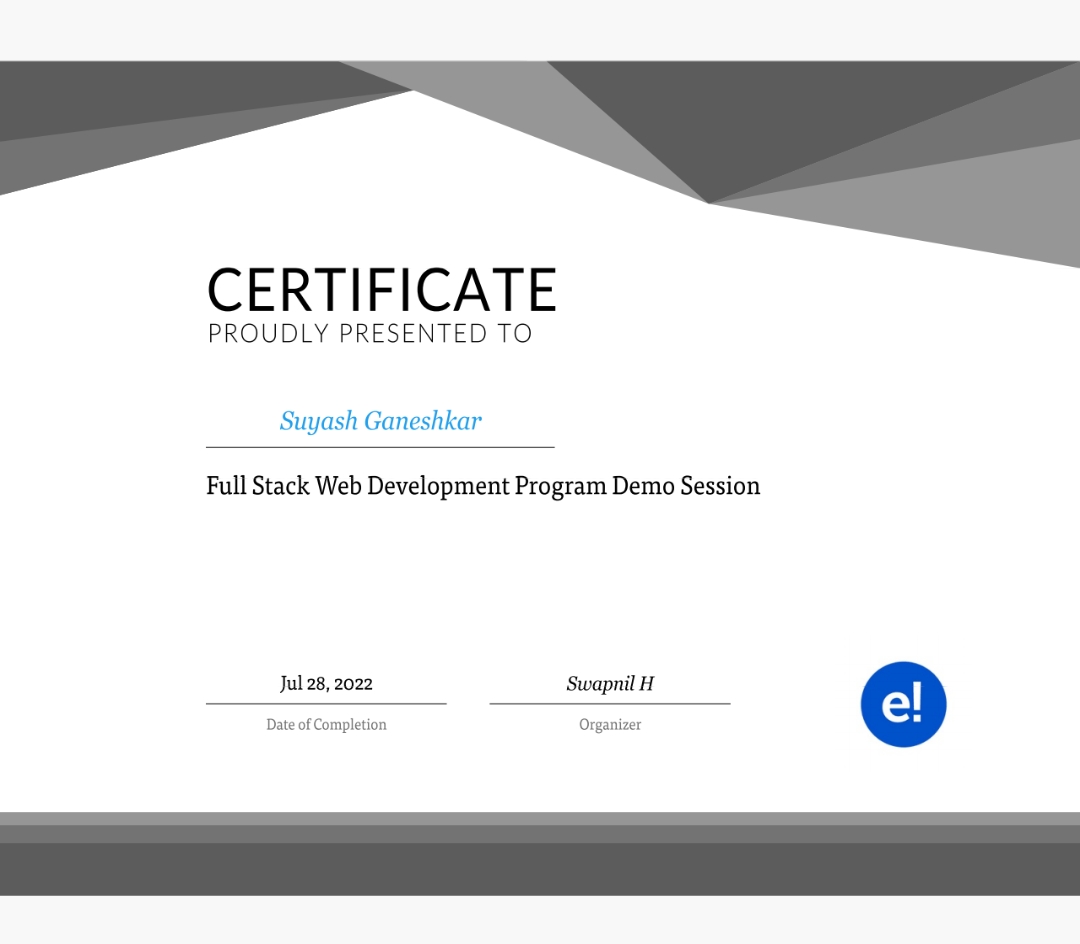 CERTIFICATE
PROUDLY PRESENTED TO
Suyash Ganeshkar
Full Stack Web Development Program Demo Session
Jul 28, 2022
Swapnil H
Date of Completion
Organizer
e!